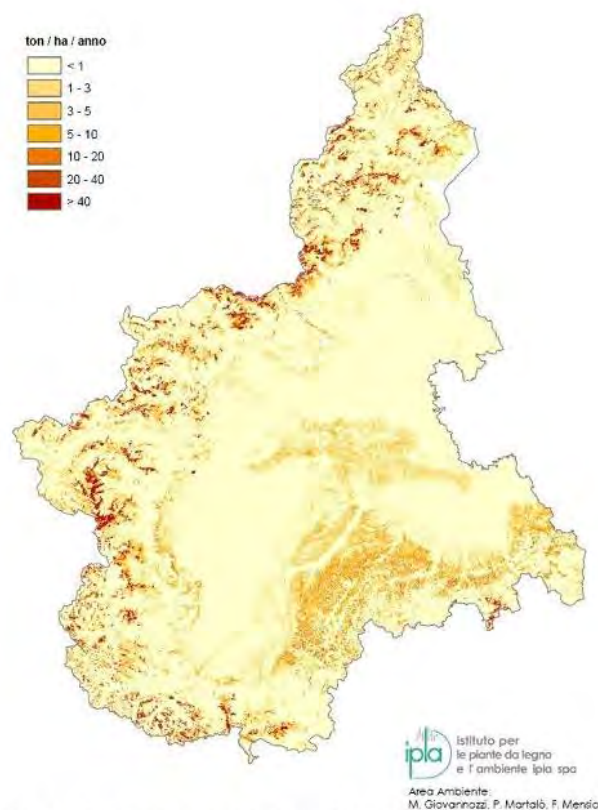 ton / ha / anno
< 1
1 - 3
3 - 5
5 - 10
10 - 20
20 - 40
> 40
ipla
istituto per
le piante da legno
e l'ambiente ipla spa
Area Ambiente:
M. Giovannozzi, P. Martalò, F. Mensio